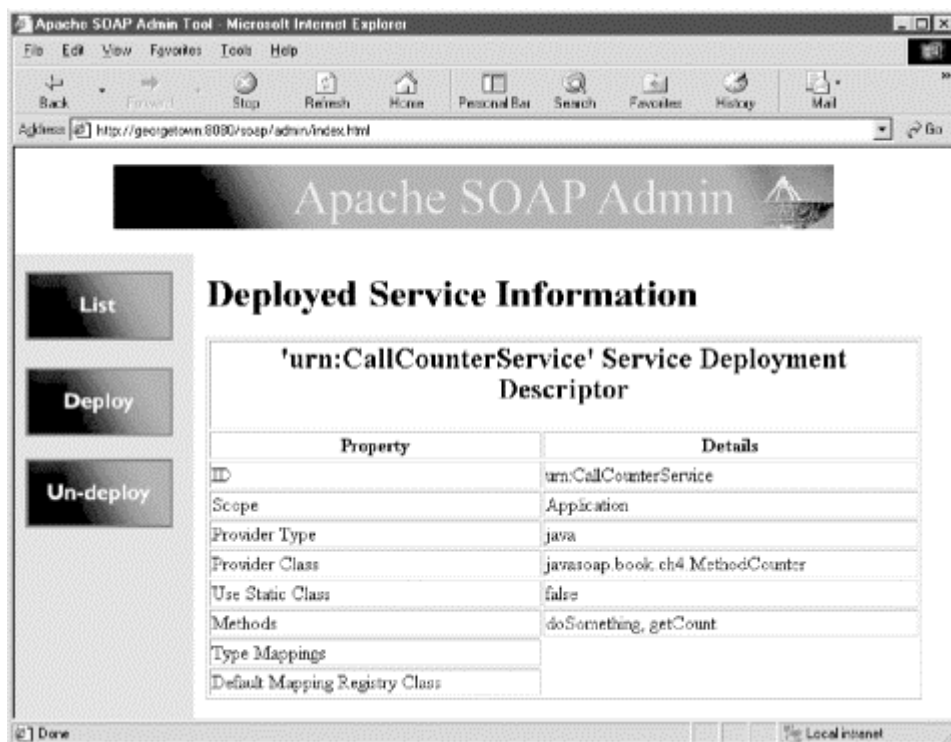 Apache SOAP Admin Tool - Microsoft Internet Explorer
File Edit View Favorites Tools Help
Back Forward Stop Refresh Home Personal Bar Search Favorites History Mail
Address http://georgetown:8080/soap/admin/index.html Go
Apache SOAP Admin
List
Deploy
Un-deploy
Deployed Service Information
'urn:CallCounterService' Service Deployment
Descriptor
Property Details
ID urn:CallCounterService
Scope Application
Provider Type java
Provider Class javasoap.book.ch4.MethodCounter
Use Static Class false
Methods doSomething, getCount
Type Mappings
Default Mapping Registry Class
Done Local intranet